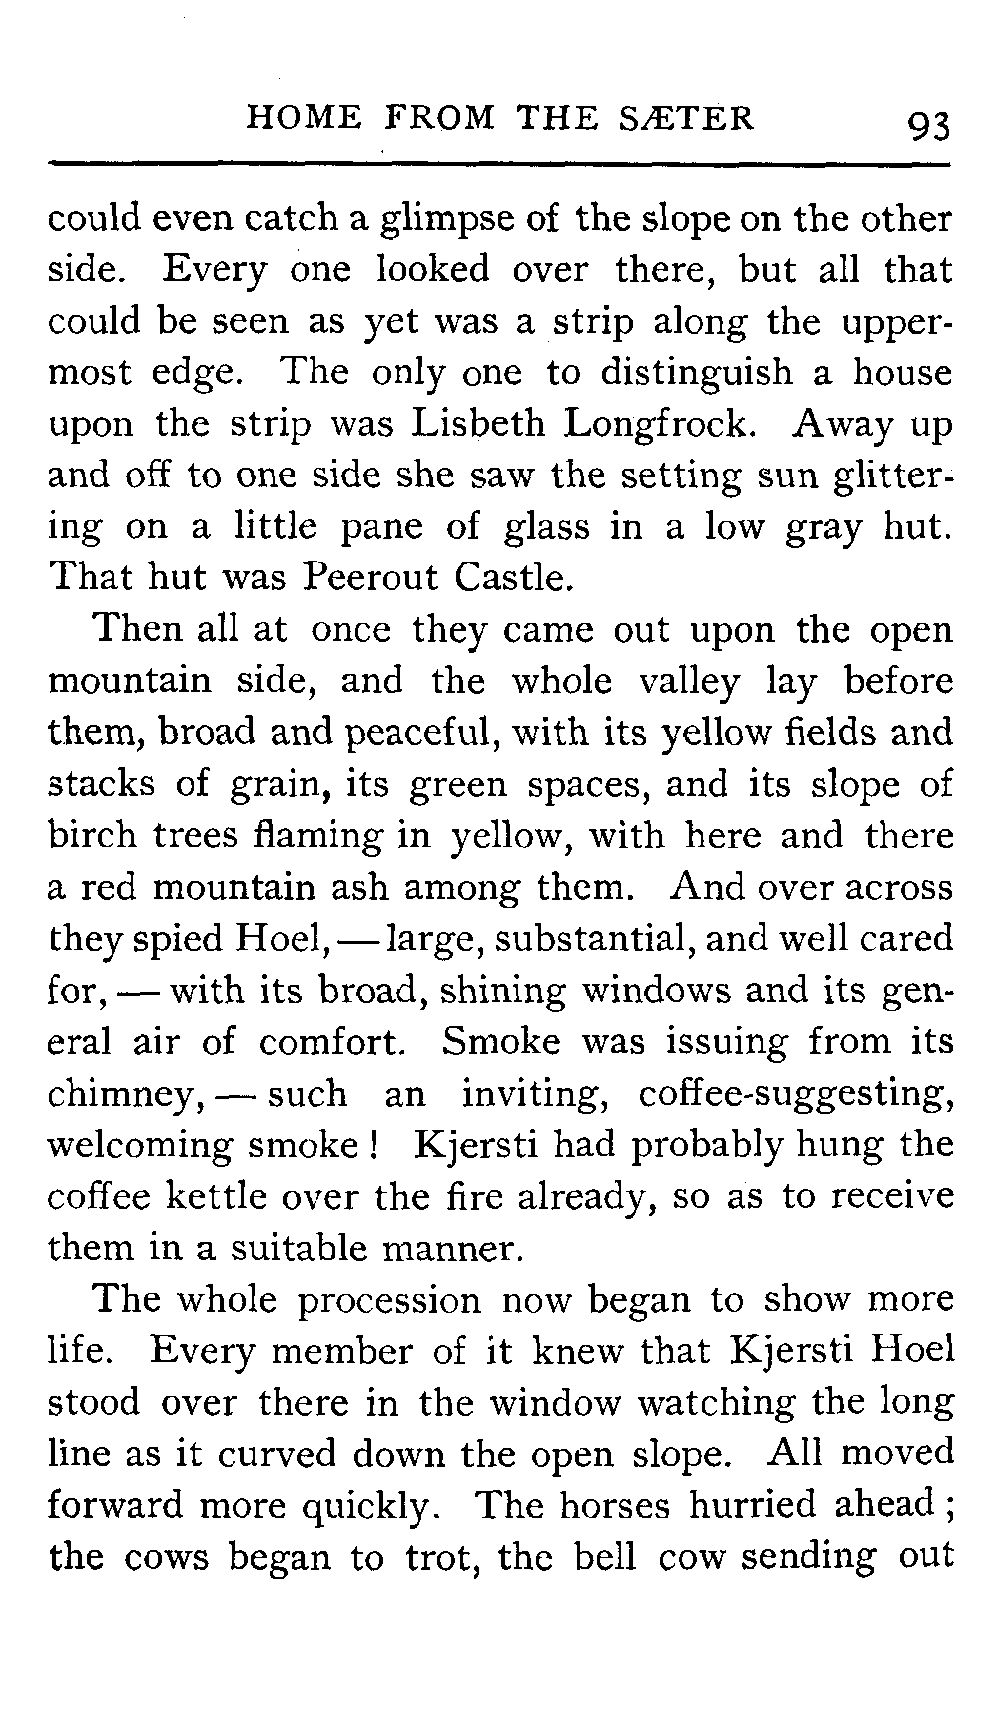 HOME FROM THE SÆTER 93
could even catch a glimpse of the slope on the other
side. Every one looked over there, but all that
could be seen as yet was a strip along the upper-
most edge. The only one to distinguish a house
upon the strip was Lisbeth Longfrock. Away up
and off to one side she saw the setting sun glitter-
ing on a little pane of glass in a low gray hut.
That hut was Peerout Castle.
Then all at once they came out upon the open
mountain side, and the whole valley lay before
them, broad and peaceful, with its yellow fields and
stacks of grain, its green spaces, and its slope of
birch trees flaming in yellow, with here and there
a red mountain ash among them. And over across
they spied Hoel, — large, substantial, and well cared
for, — with its broad, shining windows and its gen-
eral air of comfort. Smoke was issuing from its
chimney, — such an inviting, coffee-suggesting,
welcoming smoke ! Kjersti had probably hung the
coffee kettle over the fire already, so as to receive
them in a suitable manner.
The whole procession now began to show more
life. Every member of it knew that Kjersti Hoel
stood over there in the window watching the long
line as it curved down the open slope. All moved
forward more quickly. The horses hurried ahead ;
the cows began to trot, the bell cow sending out